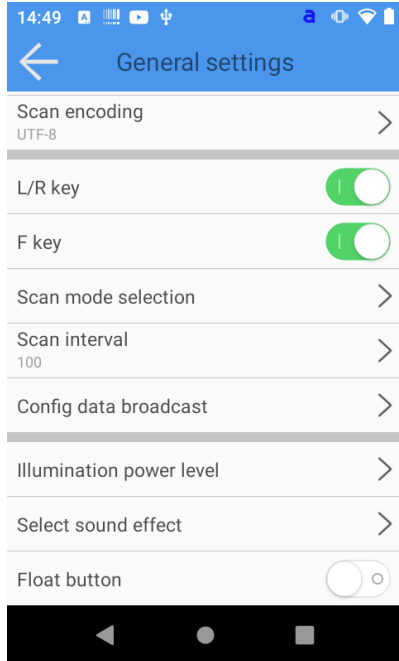 14:49
General settings
Scan encoding
UTF-8
L/R key
F key
Scan mode selection
Scan interval
100
Config data broadcast
Illumination power level
Select sound effect
Float button